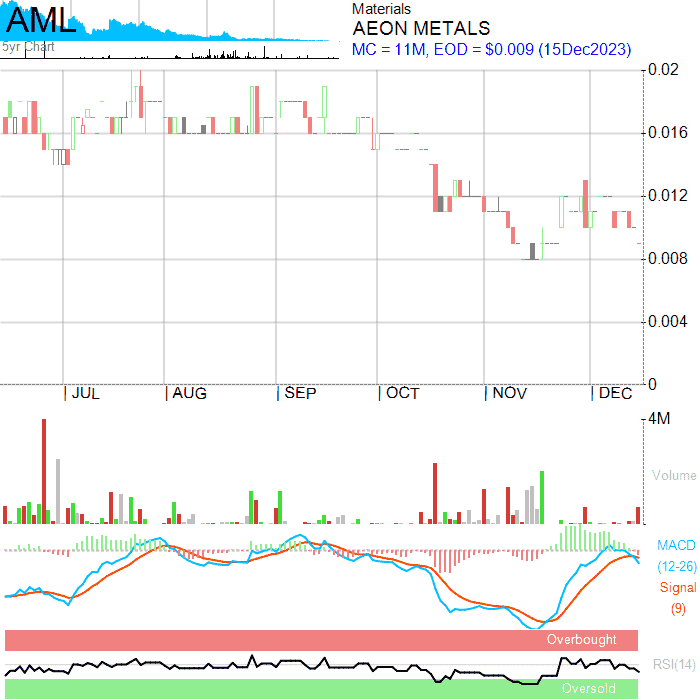 AML
5yr Chart
Materials
AEON METALS
MC = 11M, EOD = $0.009 (15Dec2023)
0.02
0.016
0.012
0.008
0.004
0
JUL AUG SEP OCT NOV DEC
4M
Volume
MACD
(12-26)
Signal
(9)
Overbought
RSI(14)
Oversold